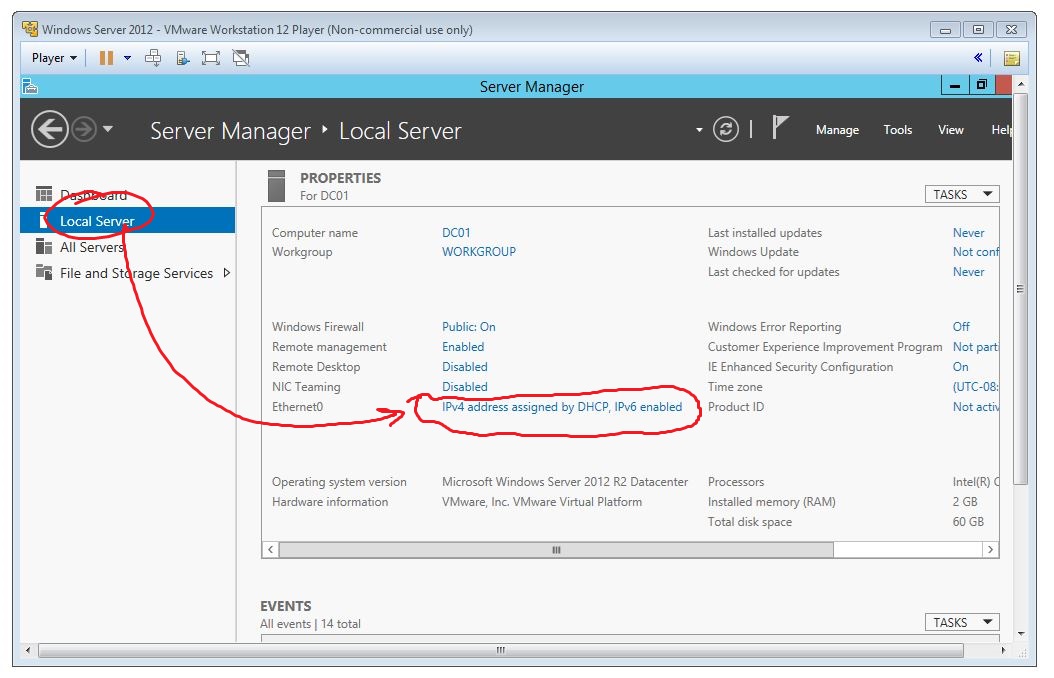 Windows Server 2012 - VMware Workstation 12 Player (Non-commercial use only)
Player
Server Manager
Server Manager Local Server
Manage Tools View Help
Dashboard
Local Server
All Servers
File and Storage Services
PROPERTIES
For DC01
TASKS
Computer name DC01 Last installed updates Never
Workgroup WORKGROUP Windows Update Not conf
Last checked for updates Never
Windows Firewall Public: On Windows Error Reporting Off
Remote management Enabled Customer Experience Improvement Program Not parti
Remote Desktop Disabled IE Enhanced Security Configuration On
NIC Teaming Disabled Time zone (UTC-08:
Ethernet0 IPv4 address assigned by DHCP, IPv6 enabled Product ID Not activ
Operating system version Microsoft Windows Server 2012 R2 Datacenter Processors Intel(R) C
Hardware information VMware, Inc. VMware Virtual Platform Installed memory (RAM) 2 GB
Total disk space 60 GB
EVENTS
All events | 14 total
TASKS